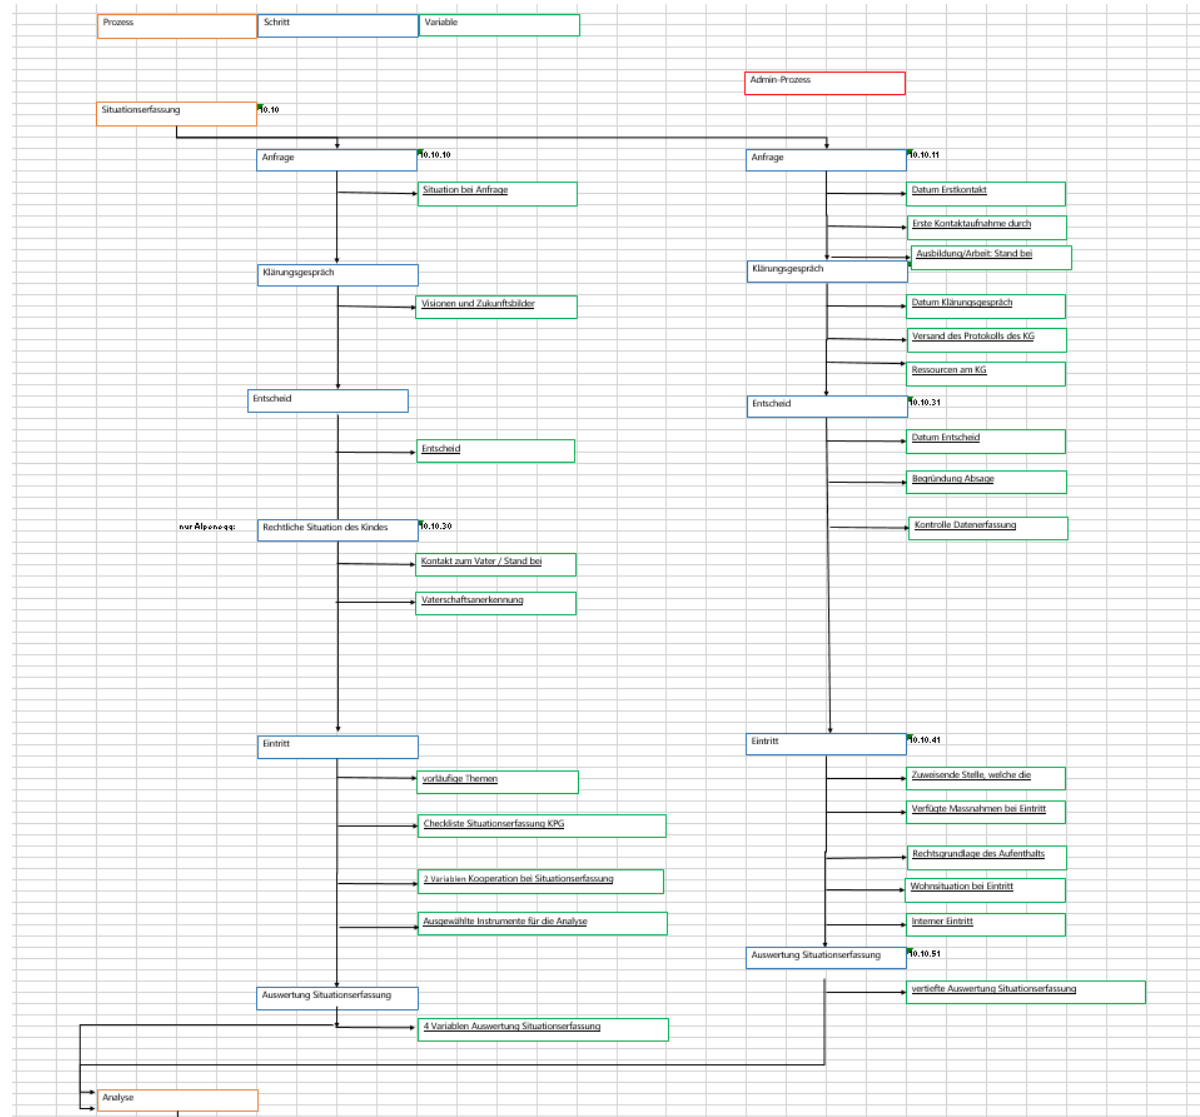 Prozess
Schritt
Variable
Admin-Prozess
Situationserfassung
10.10
Anfrage
10.10.10
Anfrage
10.10.11
Situation bei Anfrage
Datum Erstkontakt
Erste Kontaktaufnahme durch
Ausbildung/Arbeit: Stand bei
Klärungsgespräch
Klärungsgespräch
Visionen und Zukunftsbilder
Datum Klärungsgespräch
Versand des Protokolls des KG
Ressourcen am KG
Entscheid
Entscheid
10.10.31
Entscheid
Datum Entscheid
Begründung Absage
nur Alpenegg:
Rechtliche Situation des Kindes
10.10.30
Kontrolle Datenerfassung
Kontakt zum Vater / Stand bei
Vaterschaftsanerkennung
Eintritt
Eintritt
10.10.41
vorläufige Themen
Zuweisende Stelle, welche die
Verfügte Massnahmen bei Eintritt
Checkliste Situationserfassung KPG
Rechtsgrundlage des Aufenthalts
2 Variablen Kooperation bei Situationserfassung
Wohnsituation bei Eintritt
Ausgewählte Instrumente für die Analyse
Interner Eintritt
Auswertung Situationserfassung
10.10.51
Auswertung Situationserfassung
vertiefte Auswertung Situationserfassung
4 Variablen Auswertung Situationserfassung
Analyse